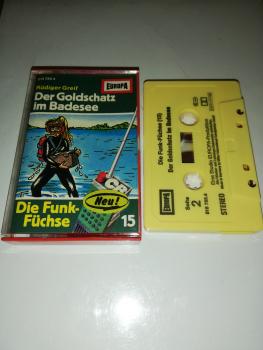 EUROPA
Rüdiger Greif
Der Goldschatz
im Badesee
CB
Neu!
Die Funk-
Füchse
15
Die Funk-Füchse (15)
Der Goldschatz im Badesee
EUROPA
Seite
2
STEREO